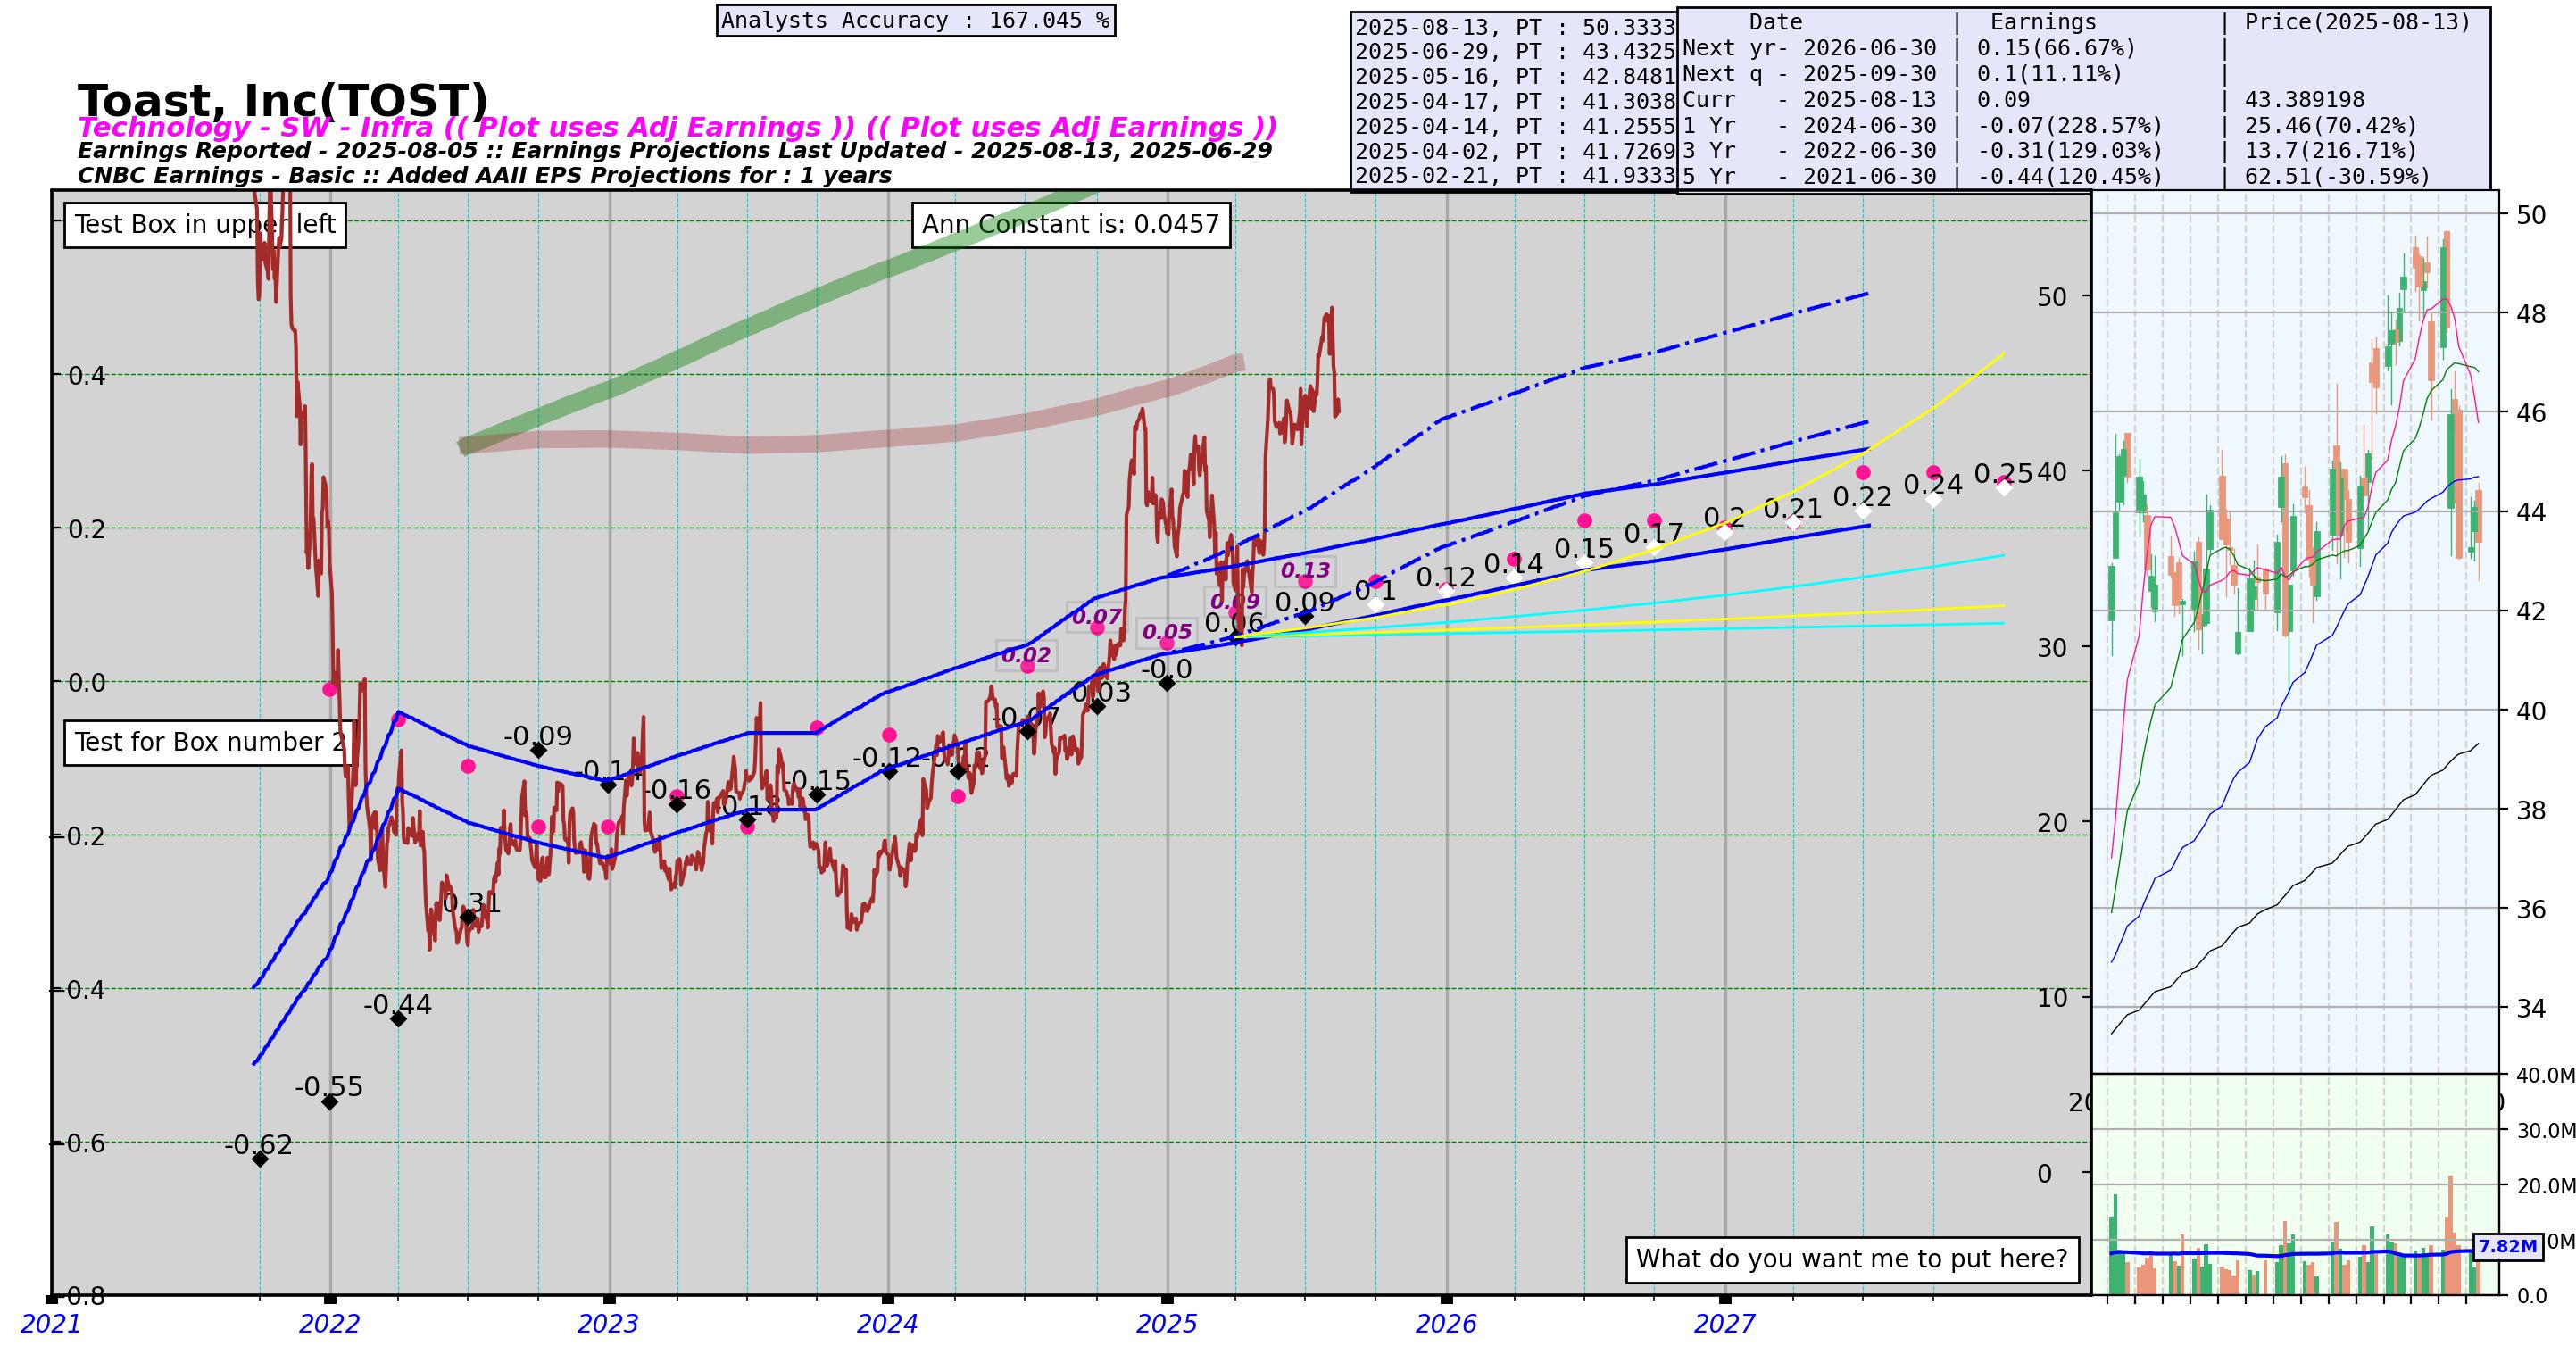 Analysts Accuracy : 167.045 %
2025-08-13, PT : 50.3333
2025-06-29, PT : 43.4325
2025-05-16, PT : 42.8481
2025-04-17, PT : 41.3038
2025-04-14, PT : 41.2555
2025-04-02, PT : 41.7269
2025-02-21, PT : 41.9333
Date | Earnings | Price(2025-08-13)
Next yr- 2026-06-30 | 0.15(66.67%) |
Next q - 2025-09-30 | 0.1(11.11%) |
Curr - 2025-08-13 | 0.09 | 43.389198
1 Yr - 2024-06-30 | -0.07(228.57%) | 25.46(70.42%)
3 Yr - 2022-06-30 | -0.31(129.03%) | 13.7(216.71%)
5 Yr - 2021-06-30 | -0.44(120.45%) | 62.51(-30.59%)
Toast, Inc(TOST)
Technology - SW - Infra (( Plot uses Adj Earnings )) (( Plot uses Adj Earnings ))
Earnings Reported - 2025-08-05 :: Earnings Projections Last Updated - 2025-08-13, 2025-06-29
CNBC Earnings - Basic :: Added AAII EPS Projections for : 1 years
Test Box in upper left
Ann Constant is: 0.0457
Test for Box number 2
What do you want me to put here?
0.4
0.2
0.0
-0.2
-0.4
-0.6
-0.8
-0.62
-0.55
-0.44
-0.31
-0.09
-0.14
-0.16
-0.18
-0.15
-0.12
-0.12
-0.07
-0.03
-0.0
0.06
0.09
0.1
0.12
0.14
0.15
0.17
0.2
0.21
0.22
0.24
0.25
0.02
0.07
0.05
0.09
0.13
50
40
30
20
10
0
2021
2022
2023
2024
2025
2026
2027
50
48
46
44
42
40
38
36
34
40.0M
30.0M
20.0M
0.0
7.82M